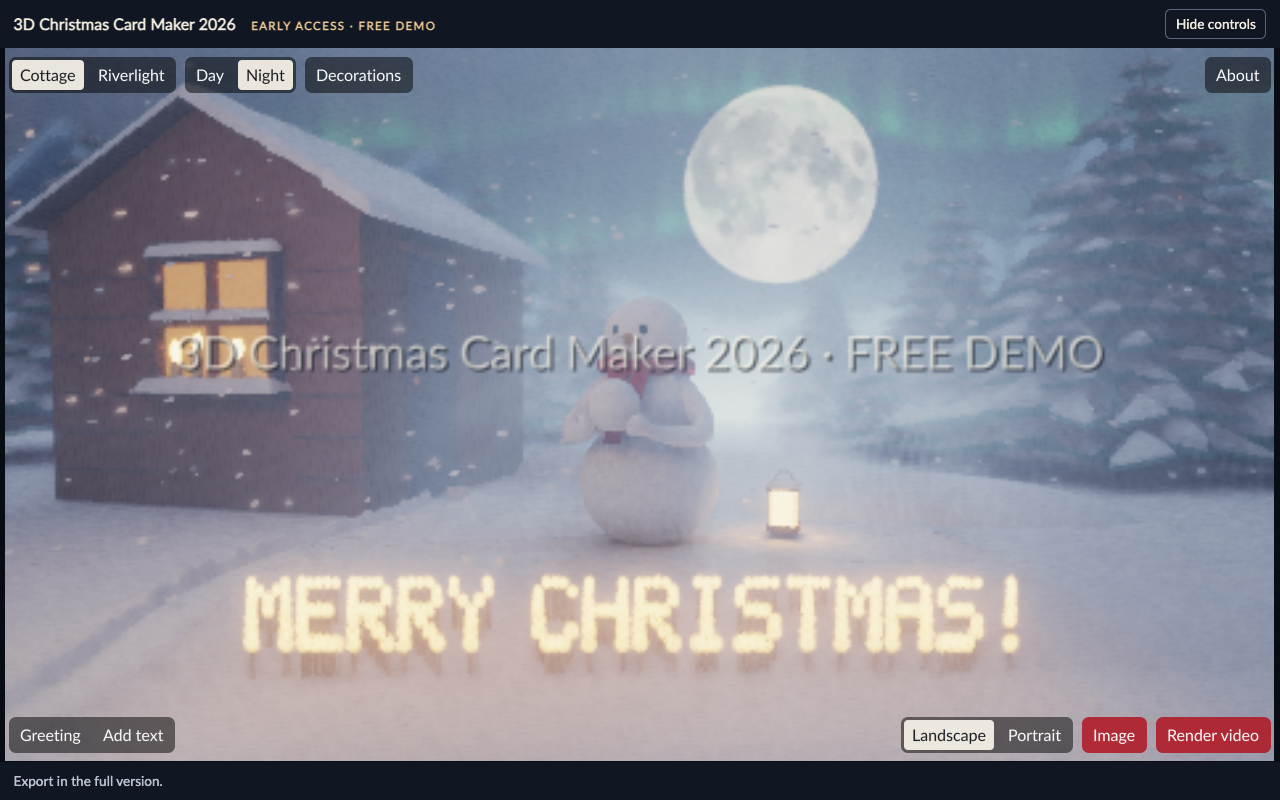 3D Christmas Card Maker 2026 EARLY ACCESS · FREE DEMO Hide controls
Cottage Riverlight Day Night Decorations About
3D Christmas Card Maker 2026 · FREE DEMO
MERRY CHRISTMAS!
Greeting Add text Landscape Portrait Image Render video
Export in the full version.